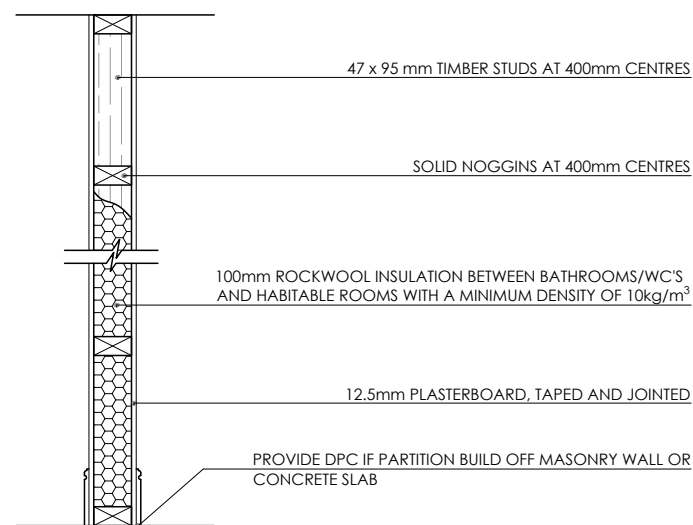 47 x 95 mm TIMBER STUDS AT 400mm CENTRES
SOLID NOGGINS AT 400mm CENTRES
100mm ROCKWOOL INSULATION BETWEEN BATHROOMS/WC'S
AND HABITABLE ROOMS WITH A MINIMUM DENSITY OF 10kg/m³
12.5mm PLASTERBOARD, TAPED AND JOINTED
PROVIDE DPC IF PARTITION BUILD OFF MASONRY WALL OR
CONCRETE SLAB